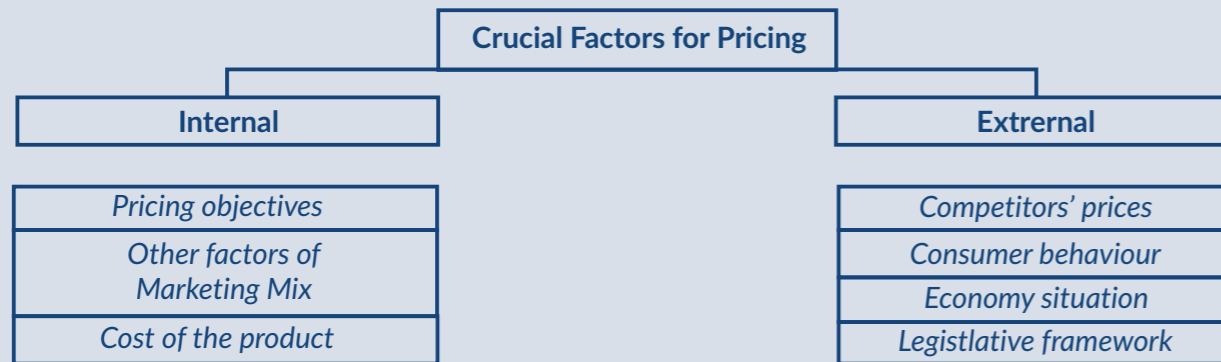 Crucial Factors for Pricing
Internal
Extrernal
Pricing objectives
Other factors of
Marketing Mix
Cost of the product
Competitors’ prices
Consumer behaviour
Economy situation
Legistlative framework